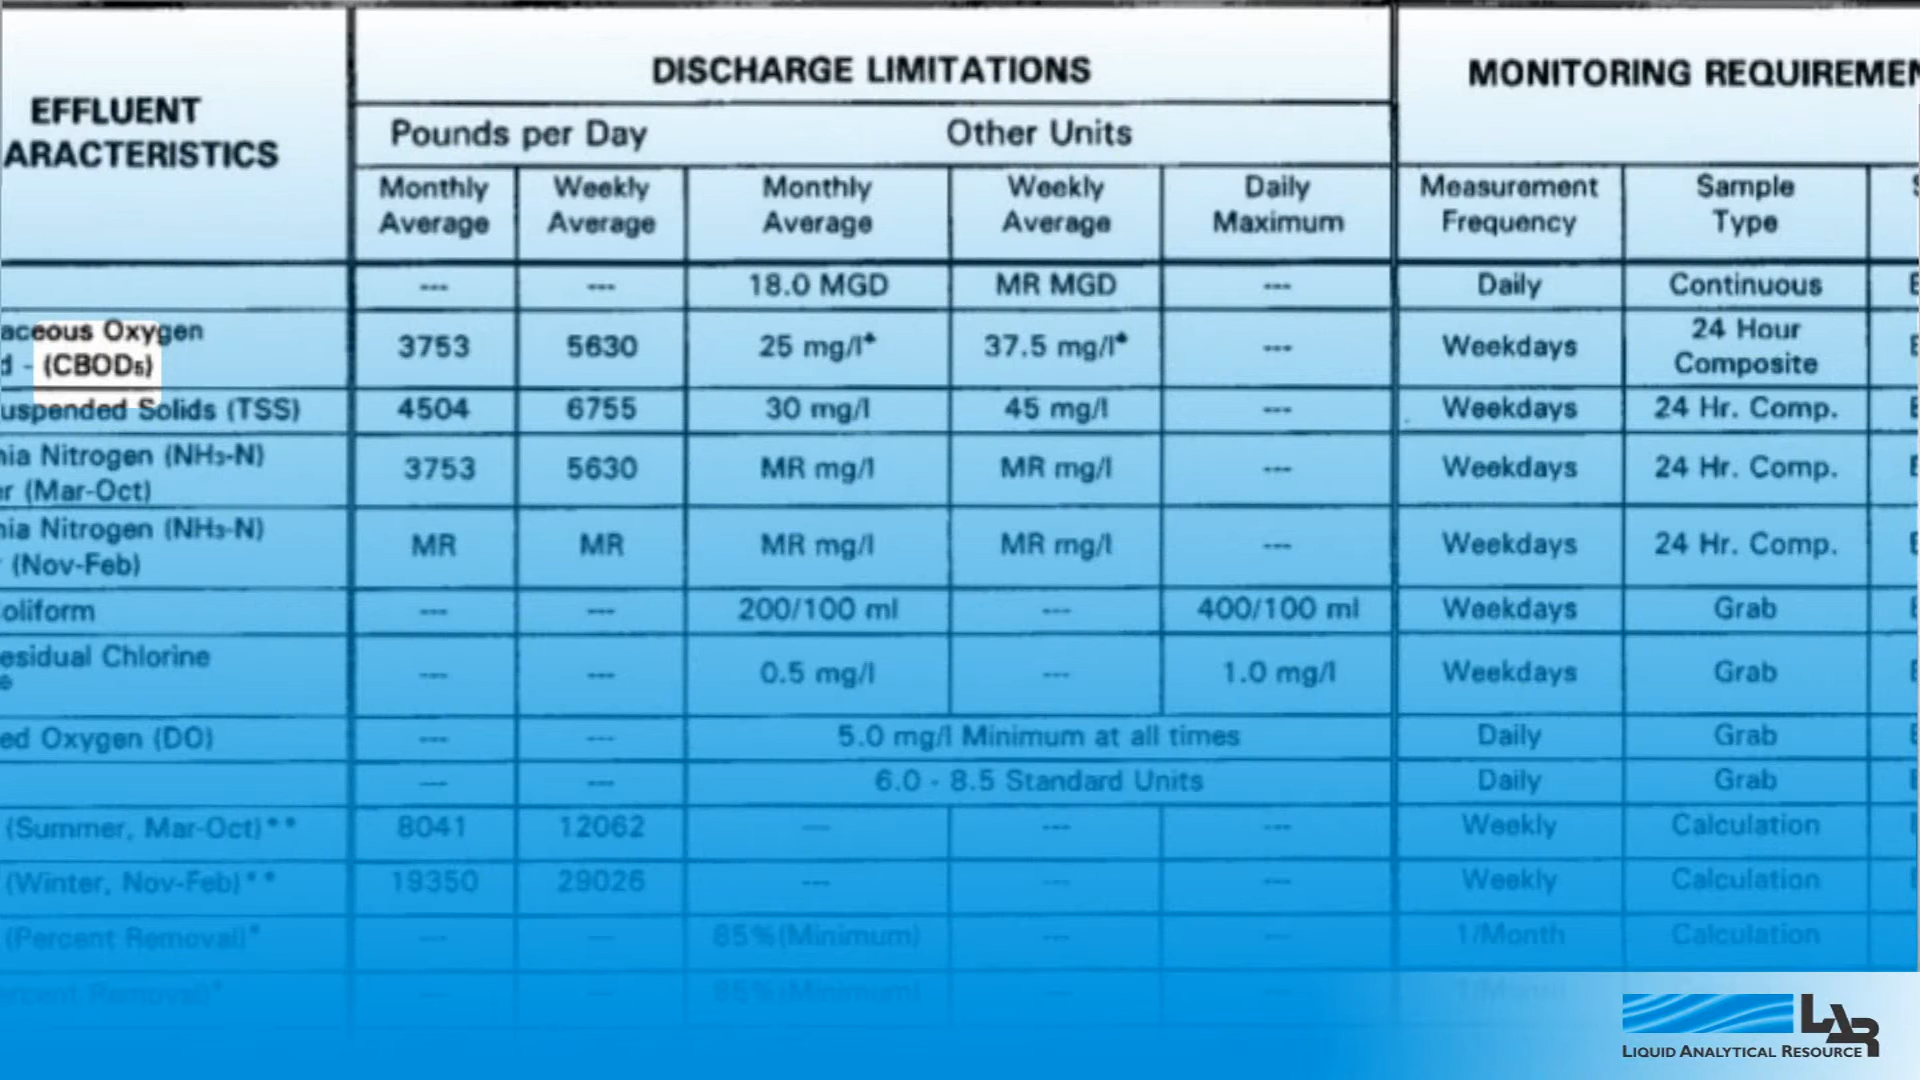 EFFLUENT
ARACTERISTICS
DISCHARGE LIMITATIONS
MONITORING REQUIREMEN
Pounds per Day Other Units
Monthly Average Weekly Average Monthly Average Weekly Average Daily Maximum Measurement Frequency Sample Type S
--- --- 18.0 MGD MR MGD --- Daily Continuous
aceous Oxygen
d - (CBOD₅) 3753 5630 25 mg/l* 37.5 mg/l* --- Weekdays 24 Hour Composite
uspended Solids (TSS) 4504 6755 30 mg/l 45 mg/l --- Weekdays 24 Hr. Comp.
nia Nitrogen (NH₃-N)
r (Mar-Oct) 3753 5630 MR mg/l MR mg/l --- Weekdays 24 Hr. Comp.
nia Nitrogen (NH₃-N)
(Nov-Feb) MR MR MR mg/l MR mg/l --- Weekdays 24 Hr. Comp.
oliform --- --- 200/100 ml --- 400/100 ml Weekdays Grab
esidual Chlorine
e --- --- 0.5 mg/l --- 1.0 mg/l Weekdays Grab
ed Oxygen (DO) --- --- 5.0 mg/l Minimum at all times Daily Grab
--- --- 6.0 - 8.5 Standard Units Daily Grab
(Summer, Mar-Oct)** 8041 12062 --- --- --- Weekly Calculation
(Winter, Nov-Feb)** 19350 29026 --- --- --- Weekly Calculation
(Percent Removal)* --- --- 85%(Minimum) --- --- 1/Month Calculation
ercent Removal)* --- --- 85%(Minimum) --- --- 1/Month
LAR
LIQUID ANALYTICAL RESOURCE